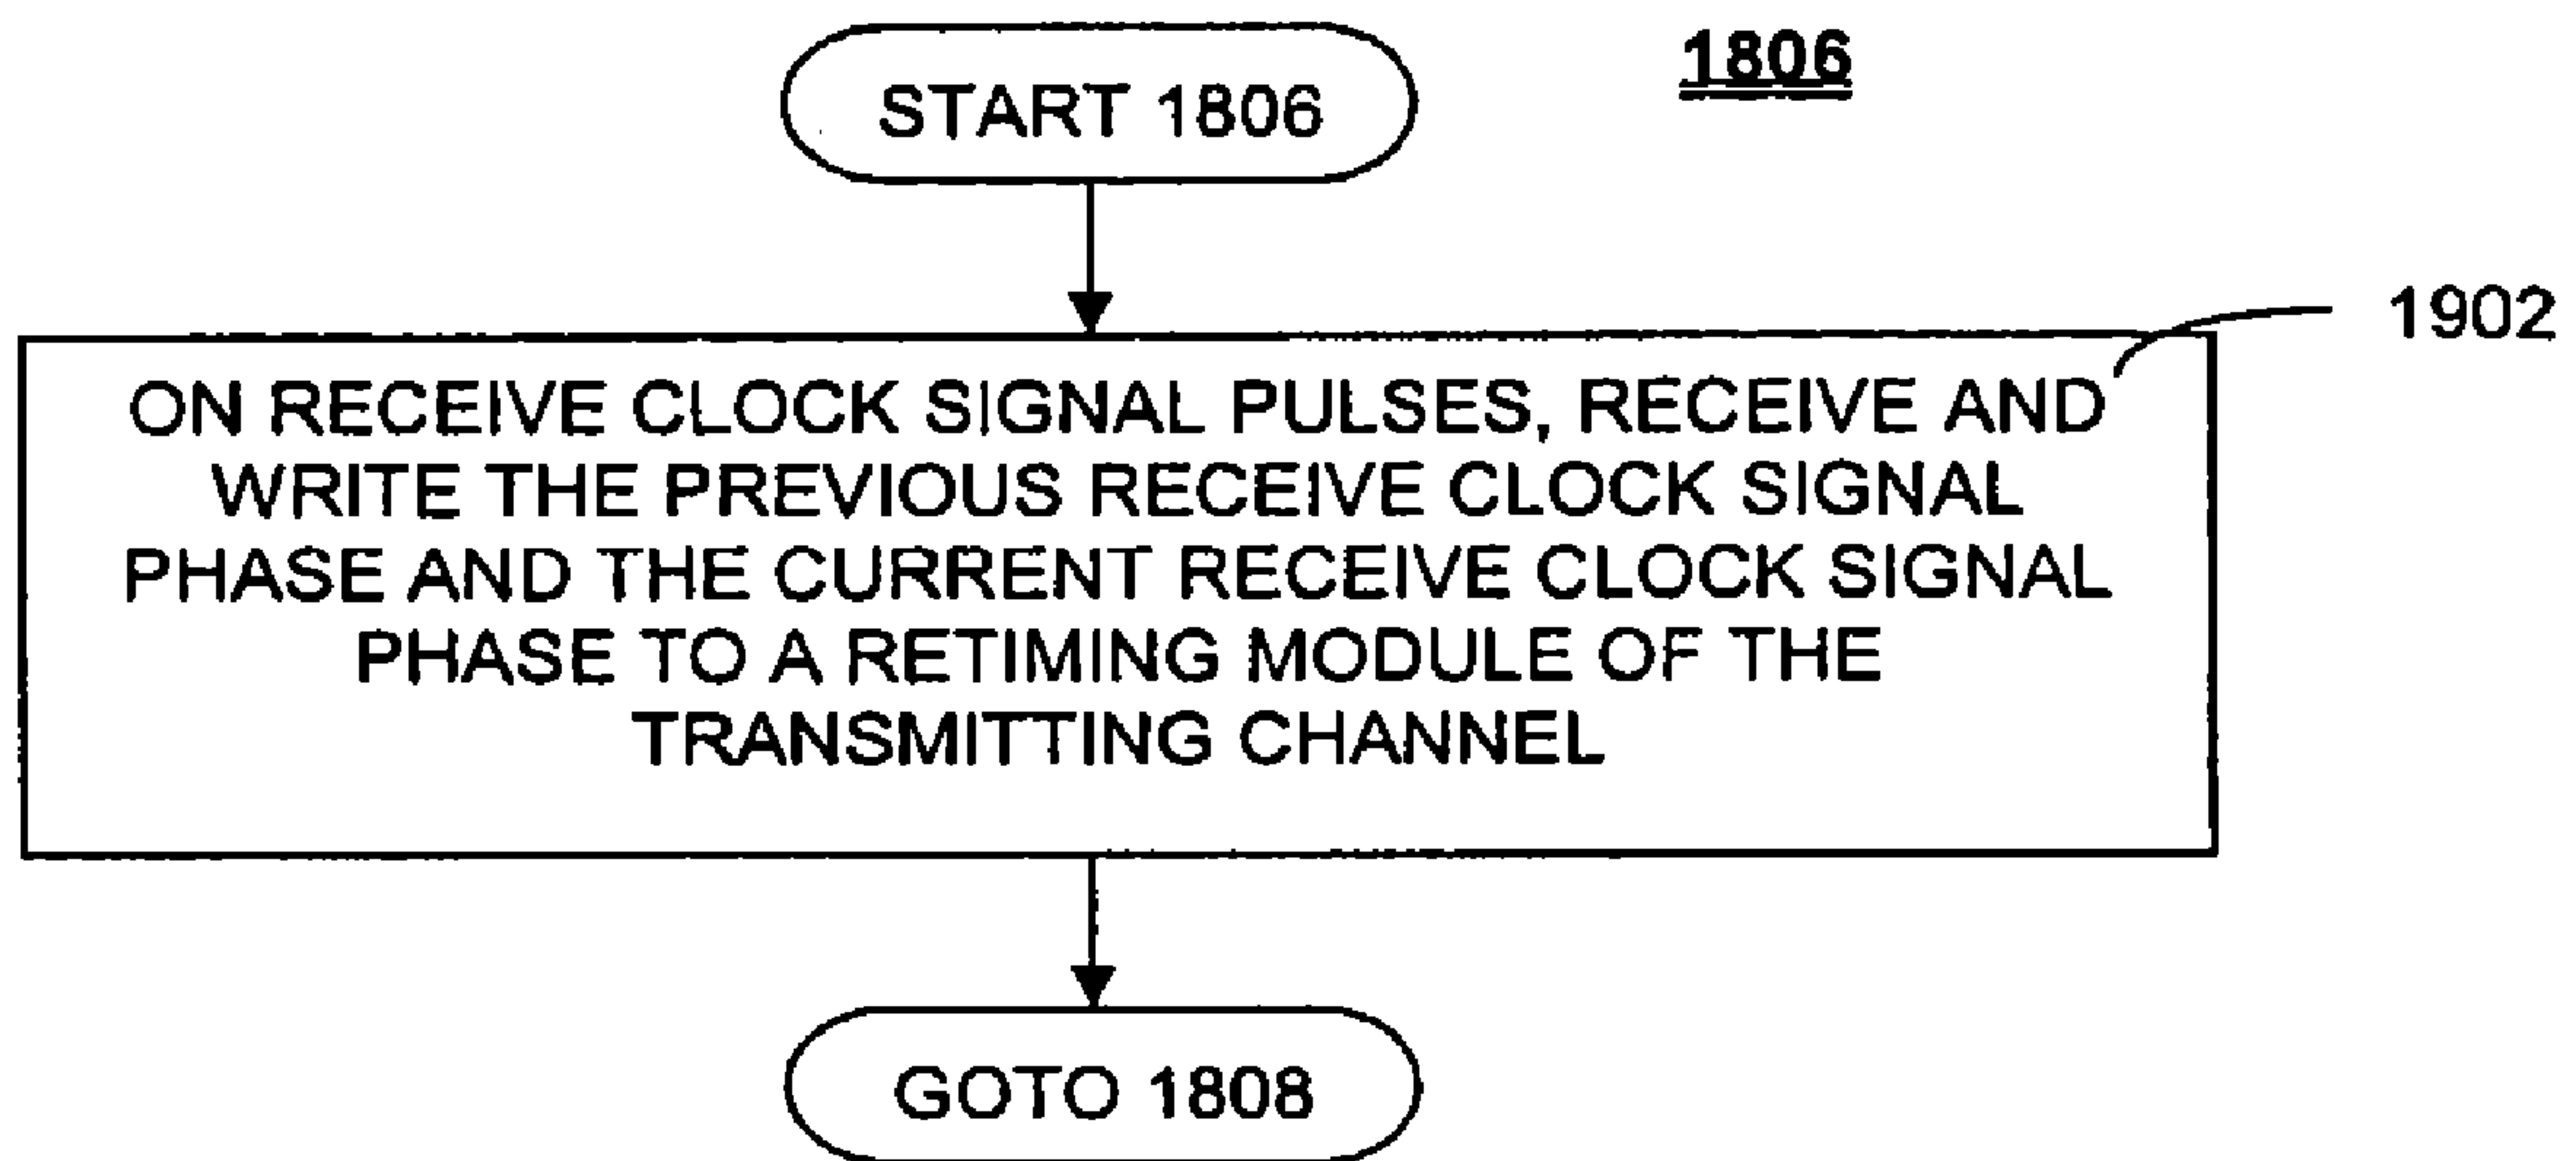 1806
START 1806
1902
ON RECEIVE CLOCK SIGNAL PULSES, RECEIVE AND
WRITE THE PREVIOUS RECEIVE CLOCK SIGNAL
PHASE AND THE CURRENT RECEIVE CLOCK SIGNAL
PHASE TO A RETIMING MODULE OF THE
TRANSMITTING CHANNEL
GOTO 1808